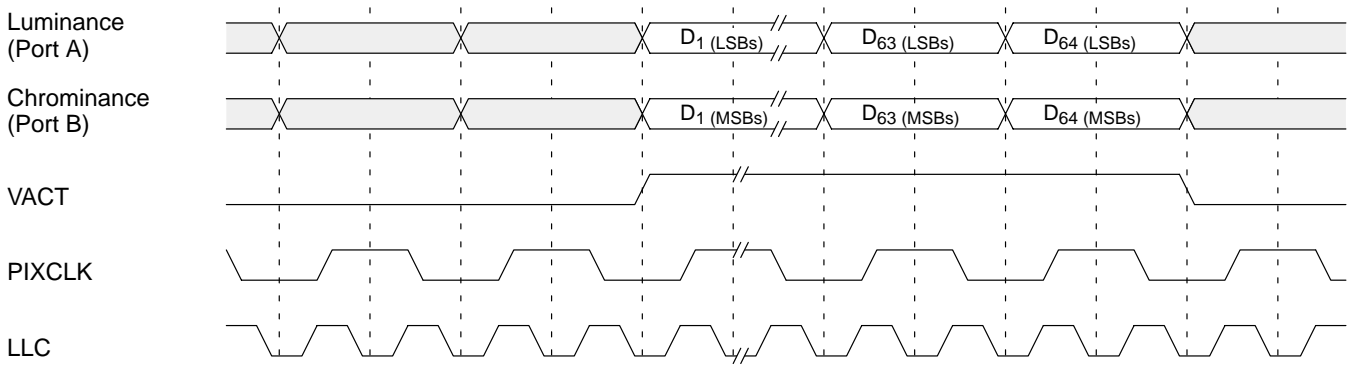 Luminance
(Port A)
D1 (LSBs) D63 (LSBs) D64 (LSBs)
Chrominance
(Port B)
D1 (MSBs) D63 (MSBs) D64 (MSBs)
VACT
PIXCLK
LLC